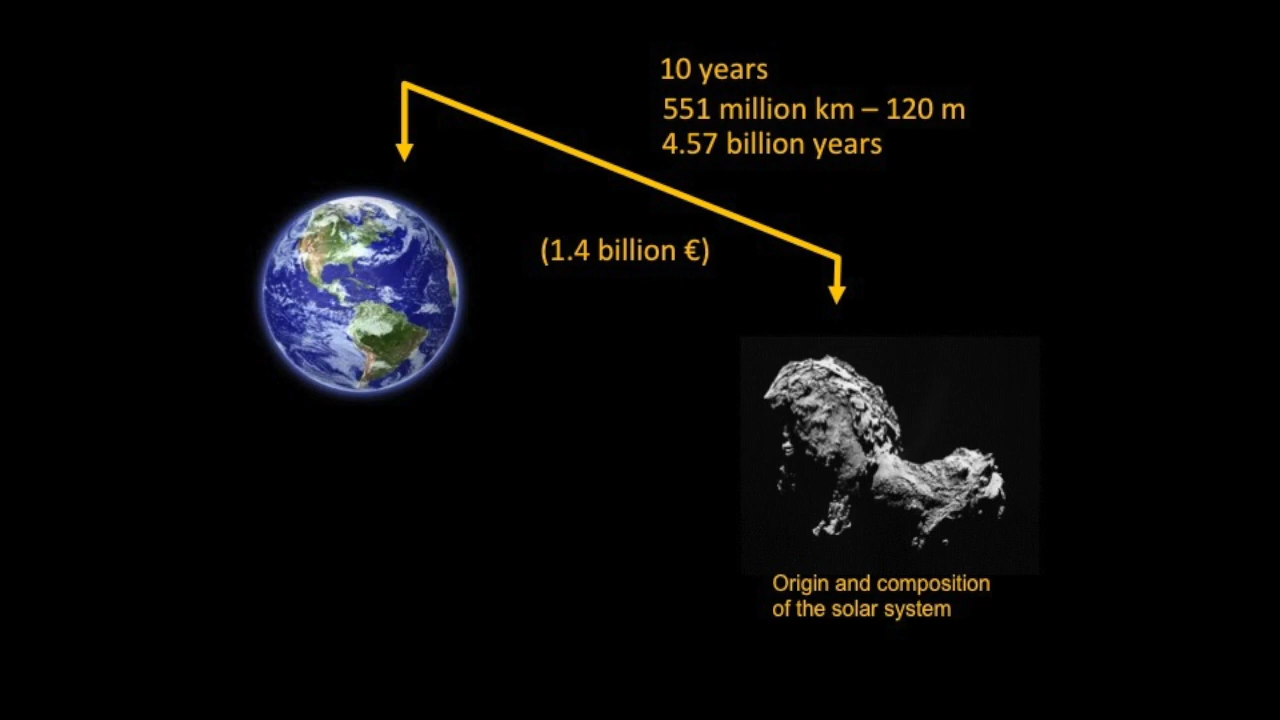 10 years
551 million km – 120 m
4.57 billion years
(1.4 billion €)
Origin and composition
of the solar system